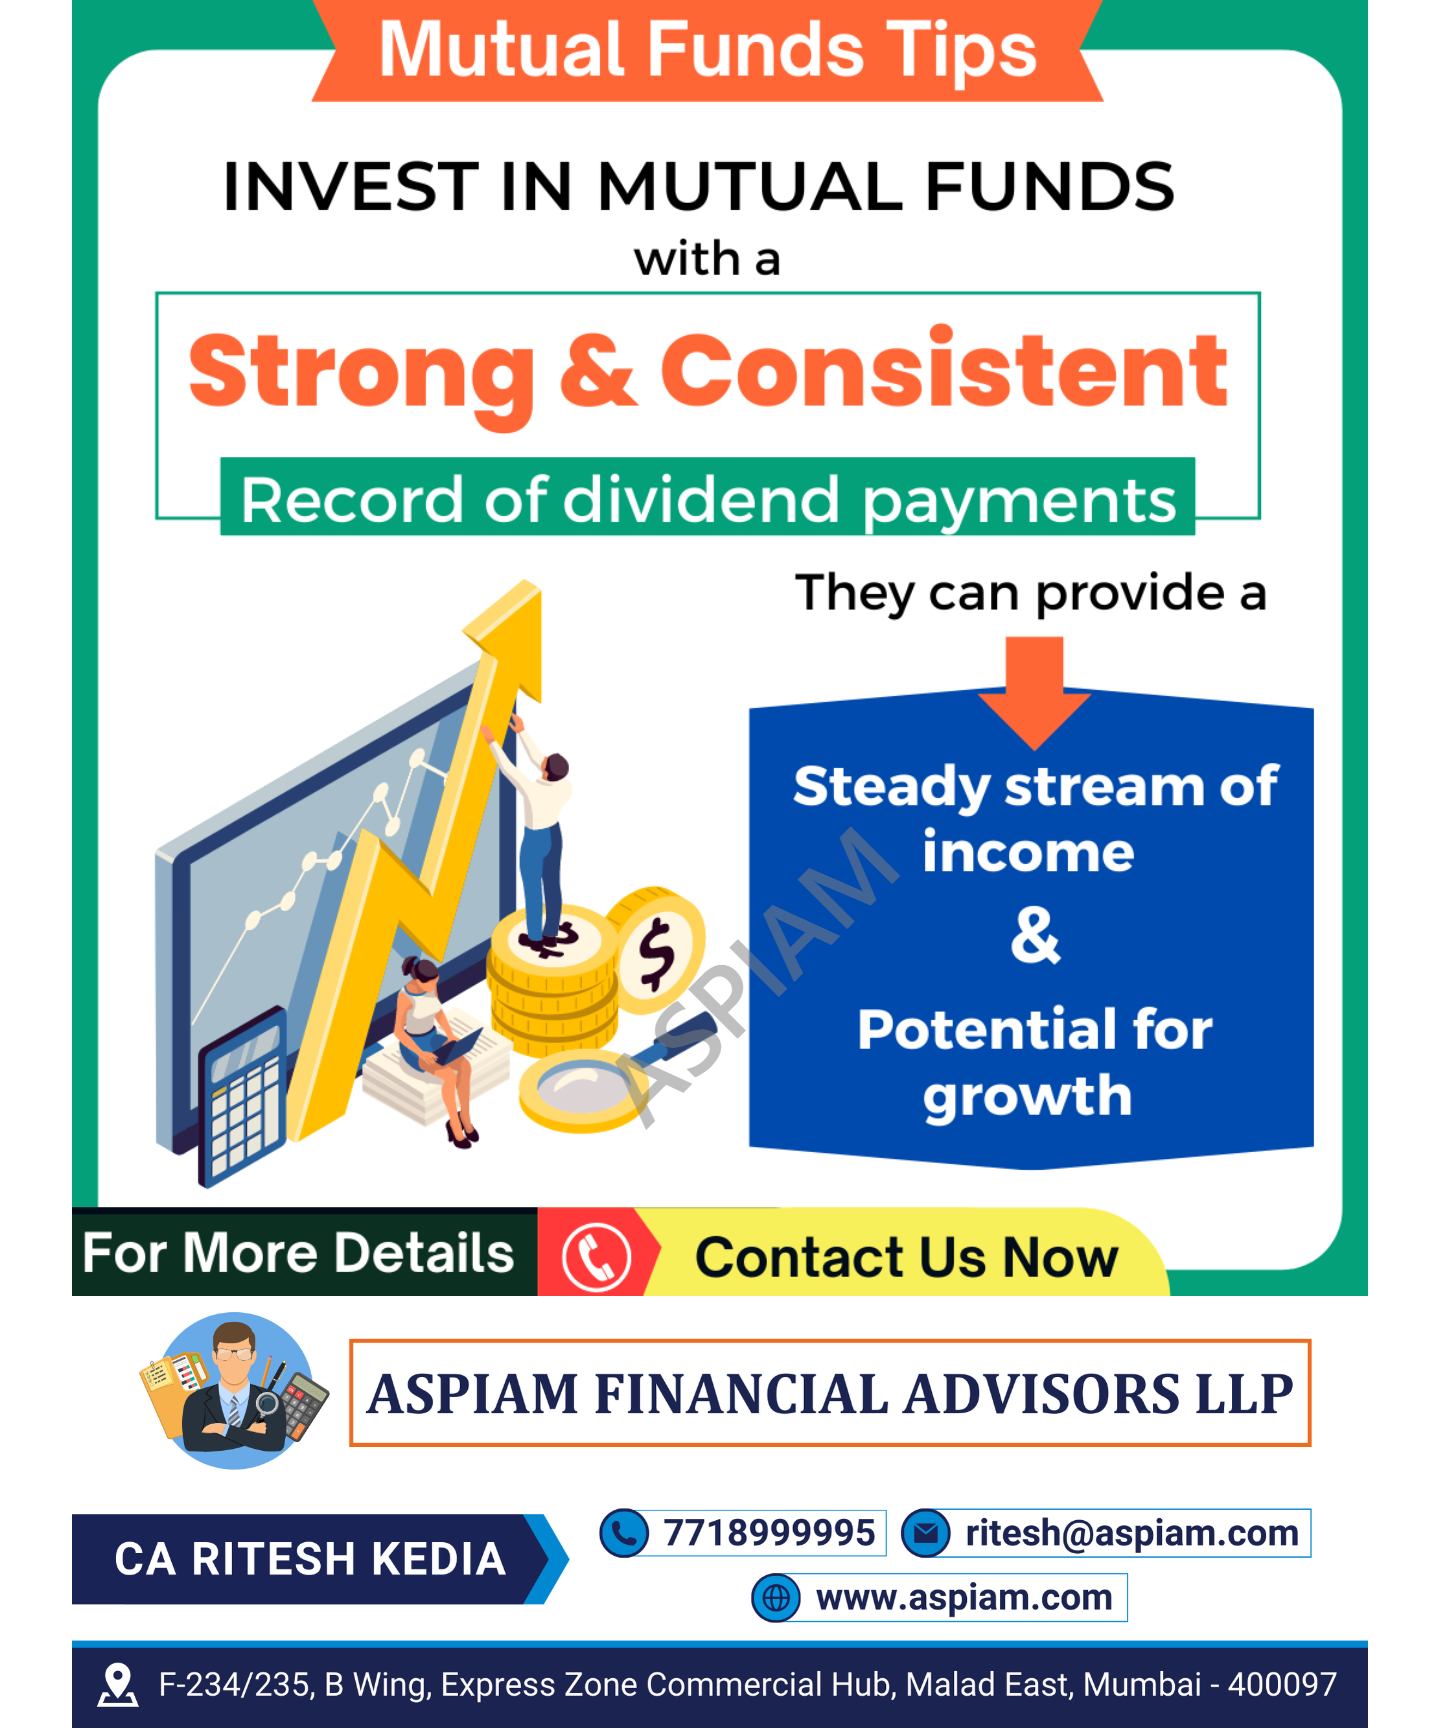 Mutual Funds Tips
INVEST IN MUTUAL FUNDS
with a
Strong & Consistent
Record of dividend payments
They can provide a
Steady stream of
income
&
Potential for
growth
$
$
ASPIAM
For More Details
Contact Us Now
ASPIAM FINANCIAL ADVISORS LLP
CA RITESH KEDIA
7718999995
ritesh@aspiam.com
www.aspiam.com
F-234/235, B Wing, Express Zone Commercial Hub, Malad East, Mumbai - 400097